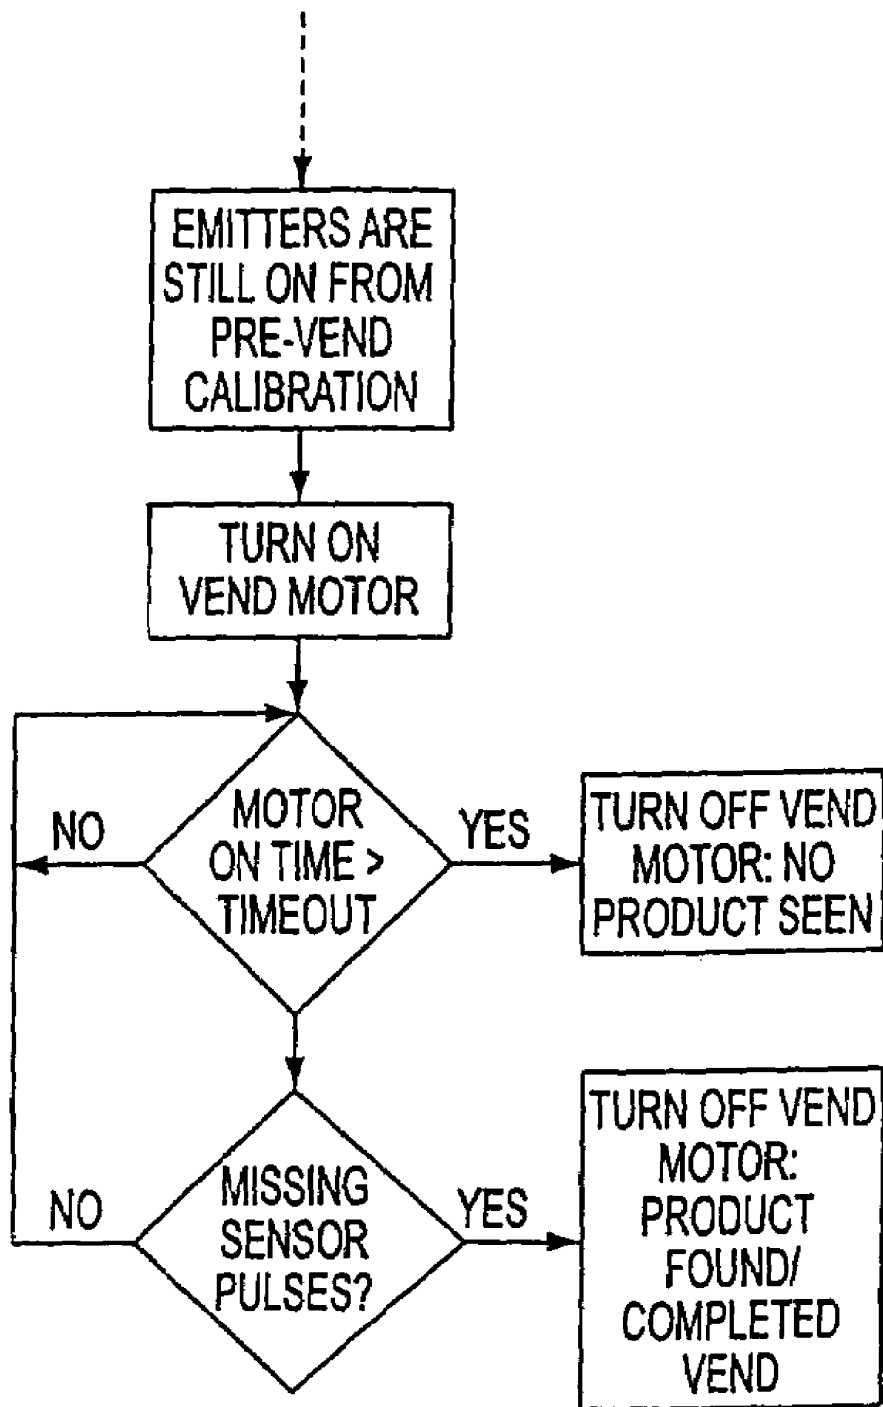 EMITTERS ARE
STILL ON FROM
PRE-VEND
CALIBRATION
TURN ON
VEND MOTOR
NO
MOTOR
ON TIME >
TIMEOUT
YES
TURN OFF VEND
MOTOR: NO
PRODUCT SEEN
NO
MISSING
SENSOR
PULSES?
YES
TURN OFF VEND
MOTOR:
PRODUCT
FOUND/
COMPLETED
VEND